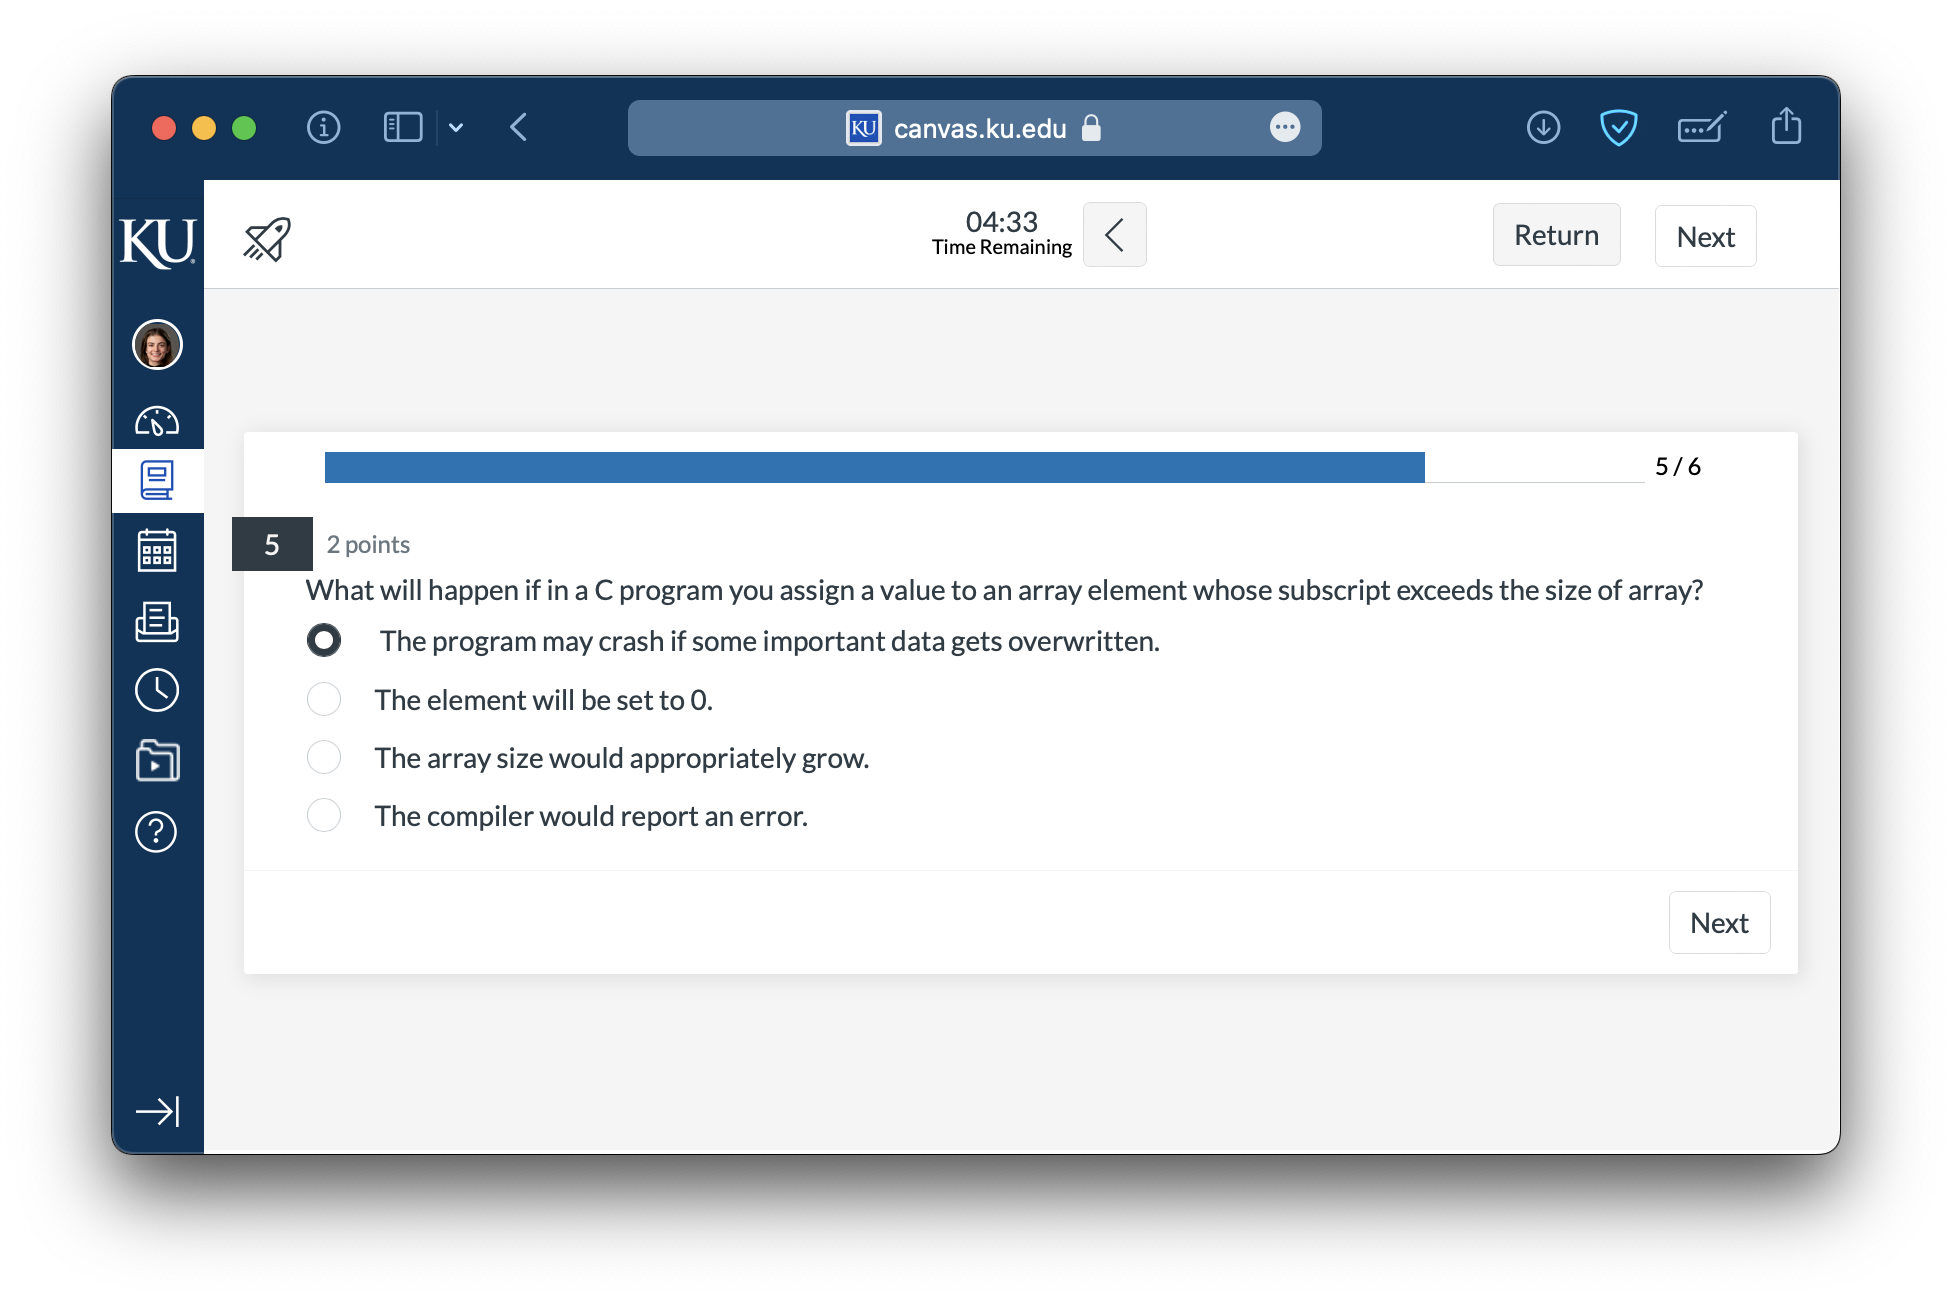 KU canvas.ku.edu
KU
04:33
Time Remaining
Return
Next
5 / 6
5
2 points
What will happen if in a C program you assign a value to an array element whose subscript exceeds the size of array?
The program may crash if some important data gets overwritten.
The element will be set to 0.
The array size would appropriately grow.
The compiler would report an error.
Next